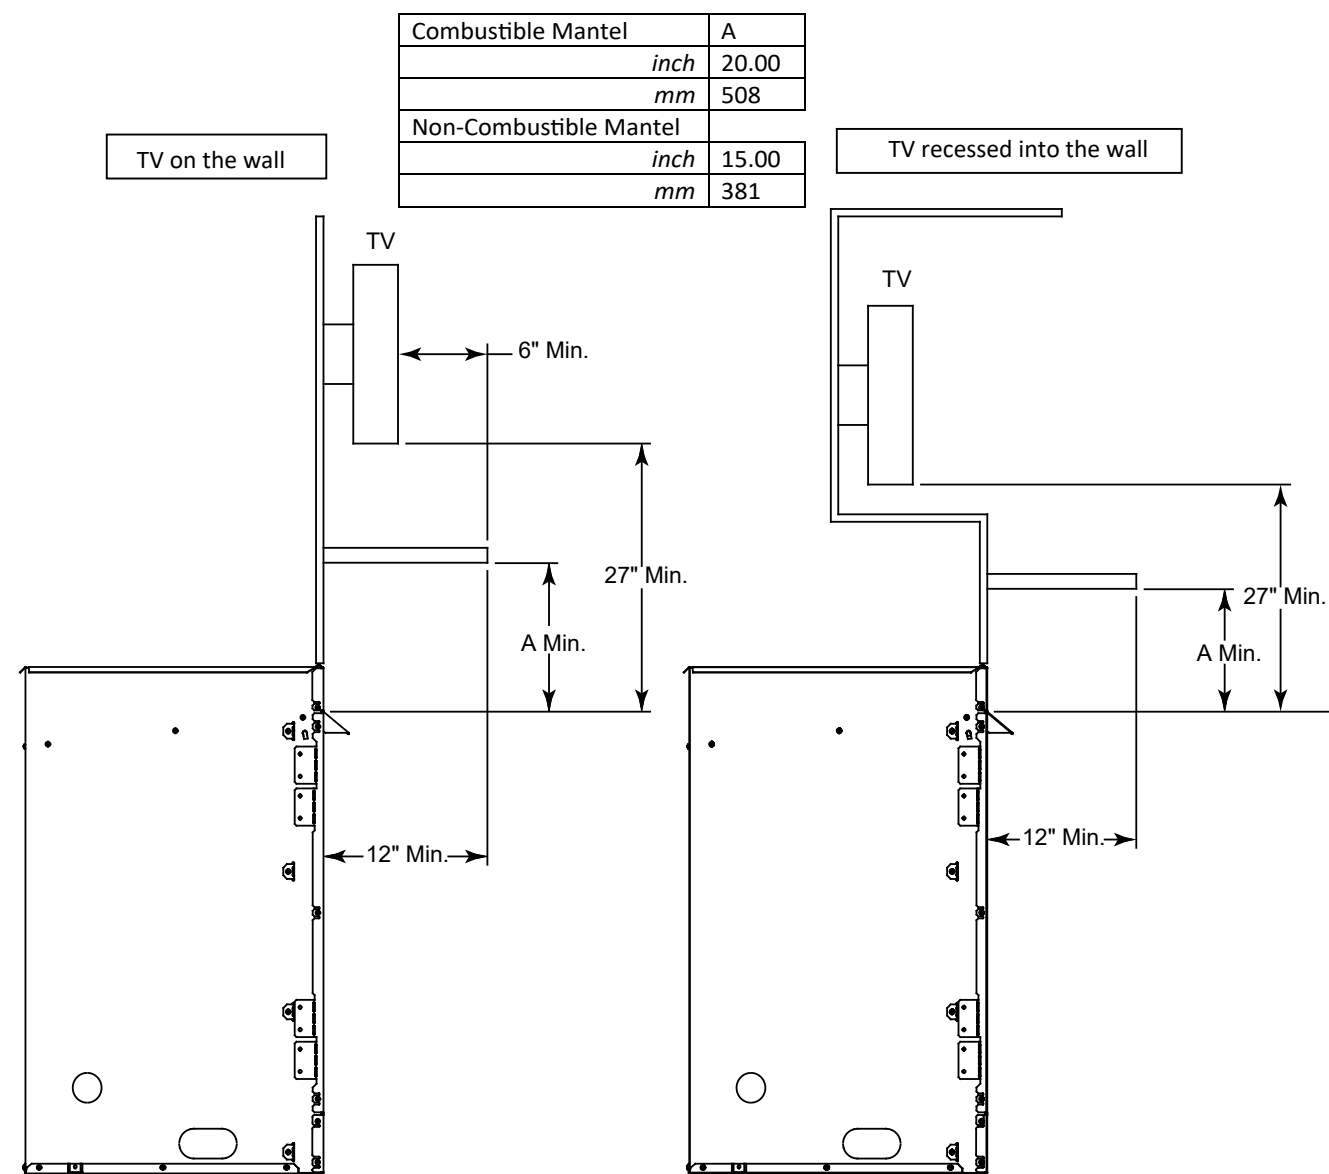 Combustible Mantel A
inch 20.00
mm 508
Non-Combustible Mantel
inch 15.00
mm 381
TV on the wall
TV recessed into the wall
TV
6" Min.
27" Min.
A Min.
12" Min.
TV
27" Min.
A Min.
12" Min.